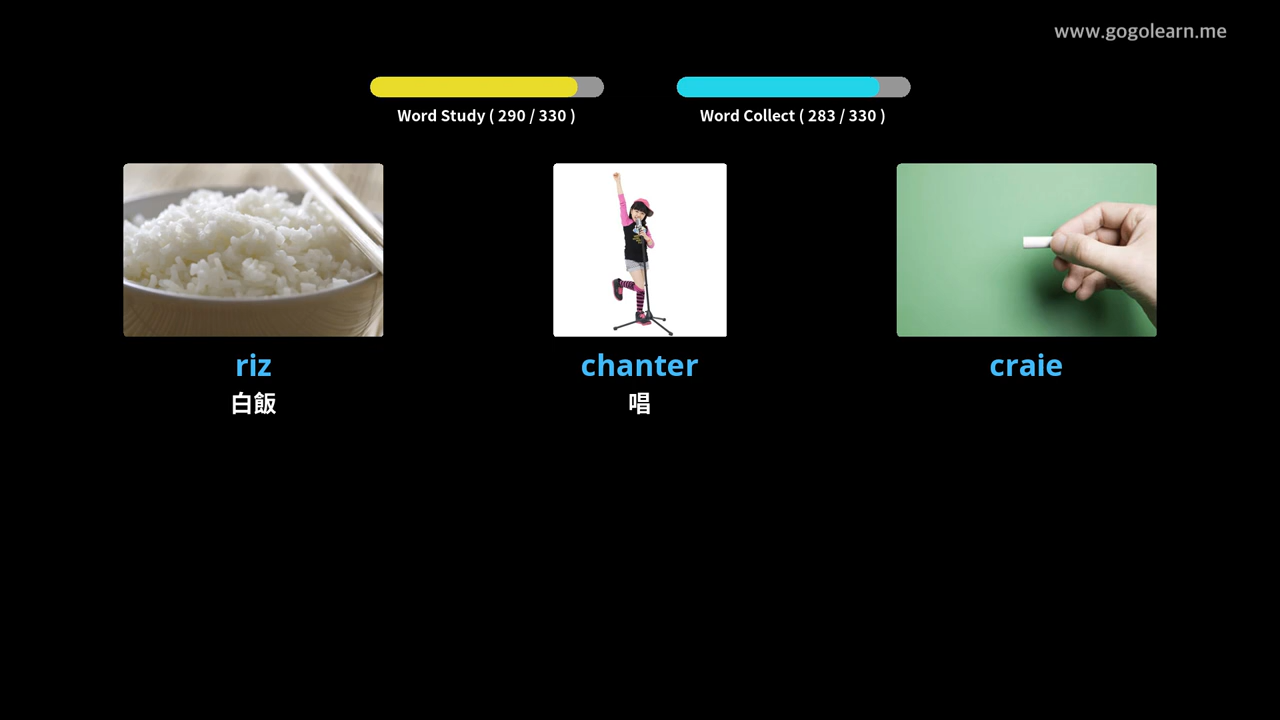 www.gogolearn.me
Word Study ( 290 / 330 )
Word Collect ( 283 / 330 )
riz
chanter
craie
白飯
唱